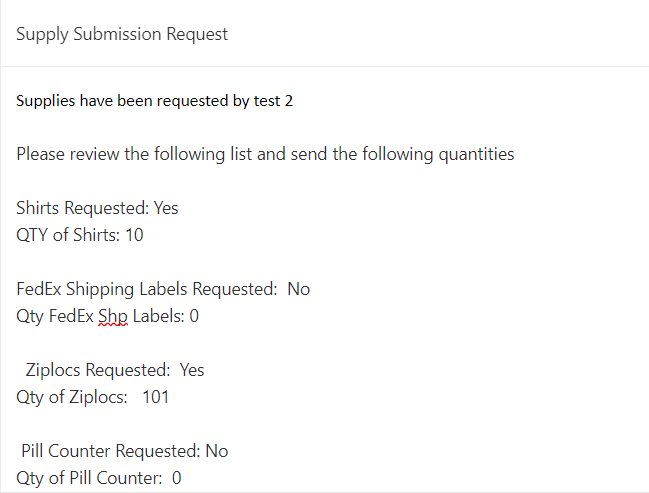 Supply Submission Request
Supplies have been requested by test 2
Please review the following list and send the following quantities
Shirts Requested: Yes
QTY of Shirts: 10
FedEx Shipping Labels Requested:  No
Qty FedEx Shp Labels: 0
Ziplocs Requested:  Yes
Qty of Ziplocs:   101
Pill Counter Requested: No
Qty of Pill Counter:  0